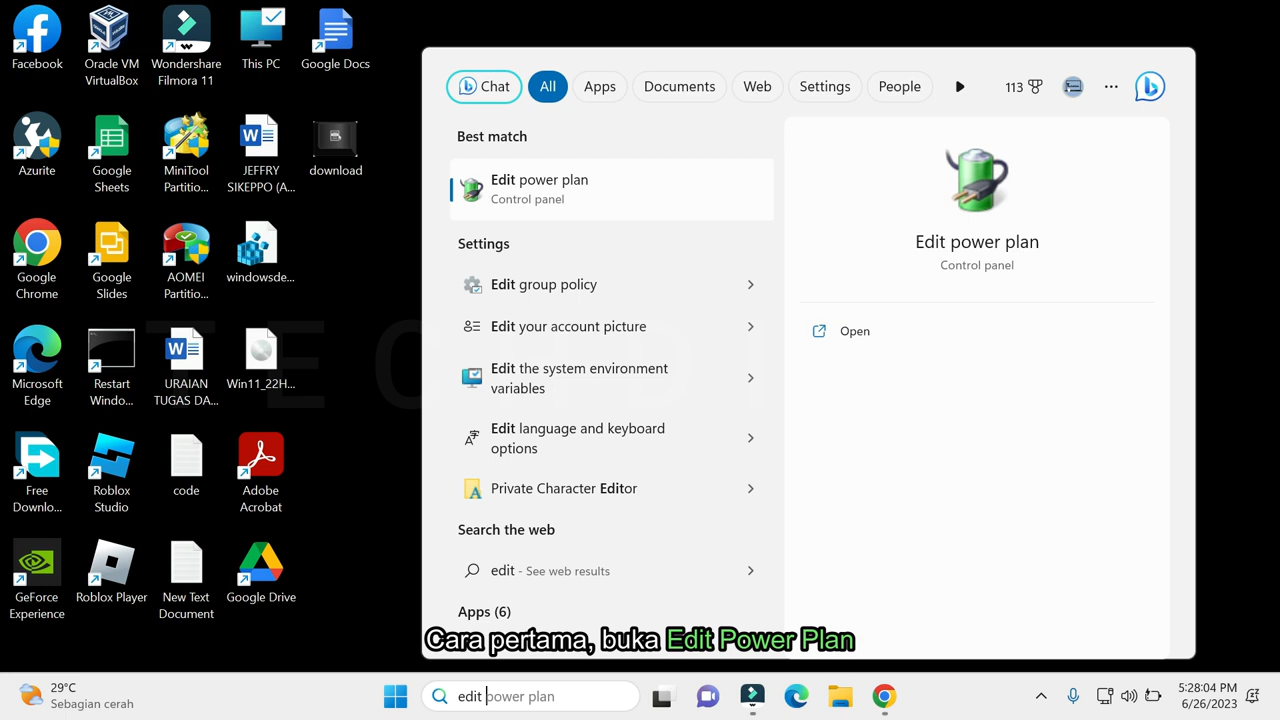 Facebook
Oracle VM
VirtualBox
Wondershare
Filmora 11
This PC
Google Docs
Azurite
Google
Sheets
MiniTool
Partitio...
JEFFRY
SIKEPPO (A...
download
Google
Chrome
Google
Slides
AOMEI
Partitio...
windowsde...
Microsoft
Edge
Restart
Windo...
URAIAN
TUGAS DA...
Win11_22H...
Free
Downlo...
Roblox
Studio
code
Adobe
Acrobat
GeForce
Experience
Roblox Player
New Text
Document
Google Drive
Chat
All
Apps
Documents
Web
Settings
People
113
Best match
Edit power plan
Control panel
Settings
Edit group policy
Edit your account picture
Edit the system environment
variables
Edit language and keyboard
options
Private Character Editor
Search the web
edit - See web results
Apps (6)
Edit power plan
Control panel
Open
Cara pertama, buka Edit Power Plan
29°C
Sebagian cerah
edit power plan
5:28:04 PM
6/26/2023